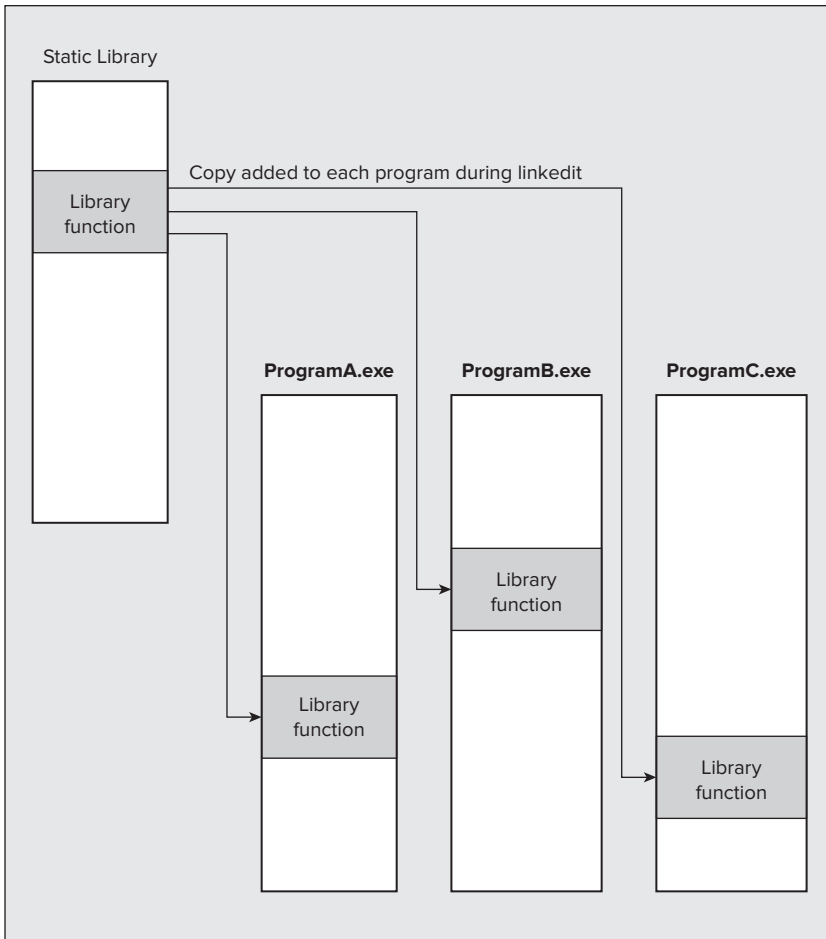 Static Library
Copy added to each program during linkedit
Library
function
ProgramA.exe
ProgramB.exe
ProgramC.exe
Library
function
Library
function
Library
function